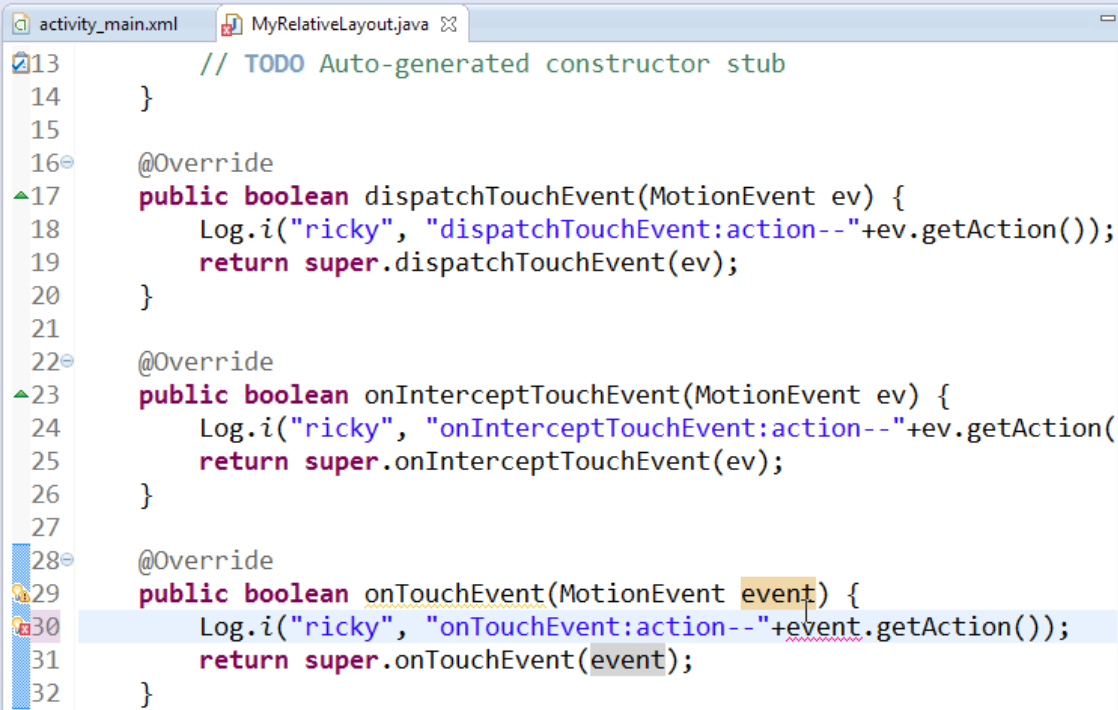 activity_main.xml MyRelativeLayout.java
13 // TODO Auto-generated constructor stub
14 }
15
16 @Override
17 public boolean dispatchTouchEvent(MotionEvent ev) {
18 Log.i("ricky", "dispatchTouchEvent:action--"+ev.getAction());
19 return super.dispatchTouchEvent(ev);
20 }
21
22 @Override
23 public boolean onInterceptTouchEvent(MotionEvent ev) {
24 Log.i("ricky", "onInterceptTouchEvent:action--"+ev.getAction(
25 return super.onInterceptTouchEvent(ev);
26 }
27
28 @Override
29 public boolean onTouchEvent(MotionEvent event) {
30 Log.i("ricky", "onTouchEvent:action--"+event.getAction());
31 return super.onTouchEvent(event);
32 }